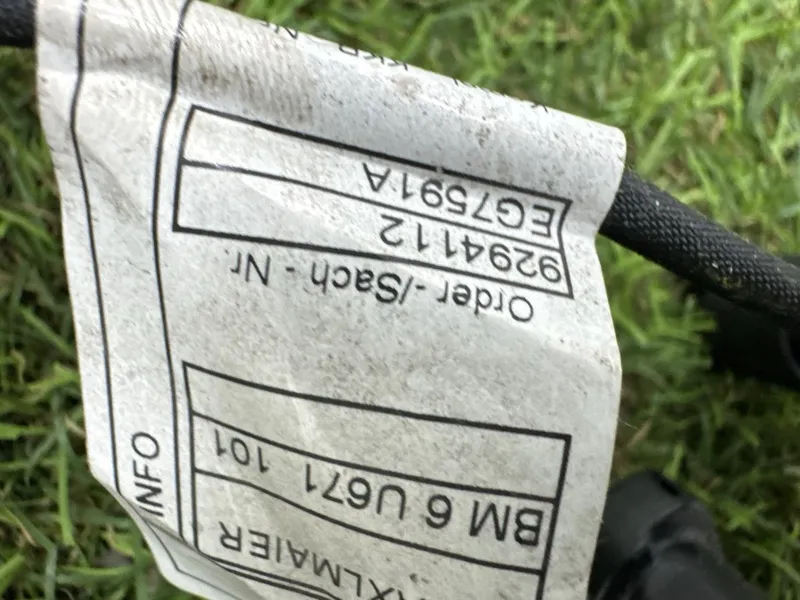 BM 6 U671 101
Order -/Sach - Nr.
9294112
EG7591A
INFO